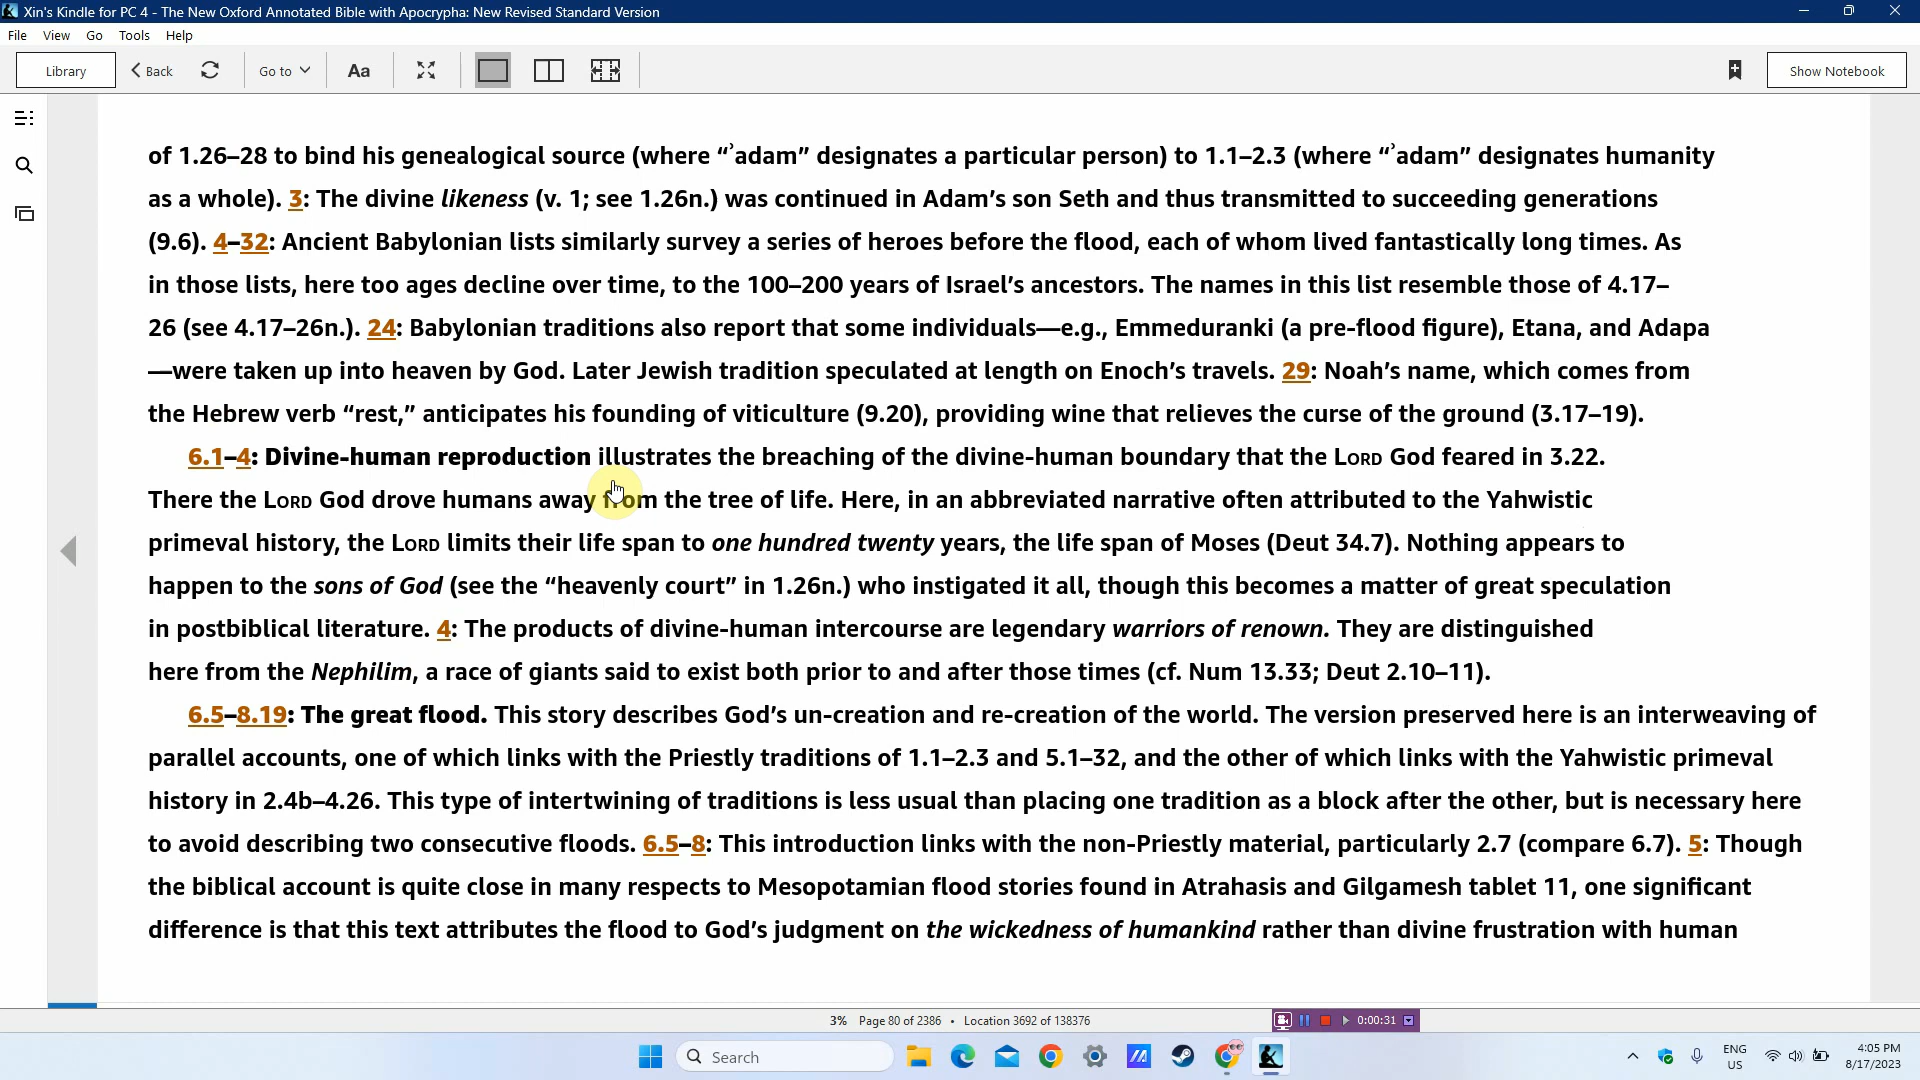 Xin's Kindle for PC 4 - The New Oxford Annotated Bible with Apocrypha: New Revised Standard Version
File View Go Tools Help
Library Back Go to Aa Show Notebook
of 1.26–28 to bind his genealogical source (where “ʾadam” designates a particular person) to 1.1–2.3 (where “ʾadam” designates humanity
as a whole). 3: The divine likeness (v. 1; see 1.26n.) was continued in Adam’s son Seth and thus transmitted to succeeding generations
(9.6). 4–32: Ancient Babylonian lists similarly survey a series of heroes before the flood, each of whom lived fantastically long times. As
in those lists, here too ages decline over time, to the 100–200 years of Israel’s ancestors. The names in this list resemble those of 4.17–
26 (see 4.17–26n.). 24: Babylonian traditions also report that some individuals—e.g., Emmeduranki (a pre-flood figure), Etana, and Adapa
—were taken up into heaven by God. Later Jewish tradition speculated at length on Enoch’s travels. 29: Noah’s name, which comes from
the Hebrew verb “rest,” anticipates his founding of viticulture (9.20), providing wine that relieves the curse of the ground (3.17–19).
6.1–4: Divine-human reproduction illustrates the breaching of the divine-human boundary that the LORD God feared in 3.22.
There the LORD God drove humans away from the tree of life. Here, in an abbreviated narrative often attributed to the Yahwistic
primeval history, the LORD limits their life span to one hundred twenty years, the life span of Moses (Deut 34.7). Nothing appears to
happen to the sons of God (see the “heavenly court” in 1.26n.) who instigated it all, though this becomes a matter of great speculation
in postbiblical literature. 4: The products of divine-human intercourse are legendary warriors of renown. They are distinguished
here from the Nephilim, a race of giants said to exist both prior to and after those times (cf. Num 13.33; Deut 2.10–11).
6.5–8.19: The great flood. This story describes God’s un-creation and re-creation of the world. The version preserved here is an interweaving of
parallel accounts, one of which links with the Priestly traditions of 1.1–2.3 and 5.1–32, and the other of which links with the Yahwistic primeval
history in 2.4b–4.26. This type of intertwining of traditions is less usual than placing one tradition as a block after the other, but is necessary here
to avoid describing two consecutive floods. 6.5–8: This introduction links with the non-Priestly material, particularly 2.7 (compare 6.7). 5: Though
the biblical account is quite close in many respects to Mesopotamian flood stories found in Atrahasis and Gilgamesh tablet 11, one significant
difference is that this text attributes the flood to God’s judgment on the wickedness of humankind rather than divine frustration with human
3% Page 80 of 2386 • Location 3692 of 138376 0:00:31
Search ENG US 4:05 PM 8/17/2023